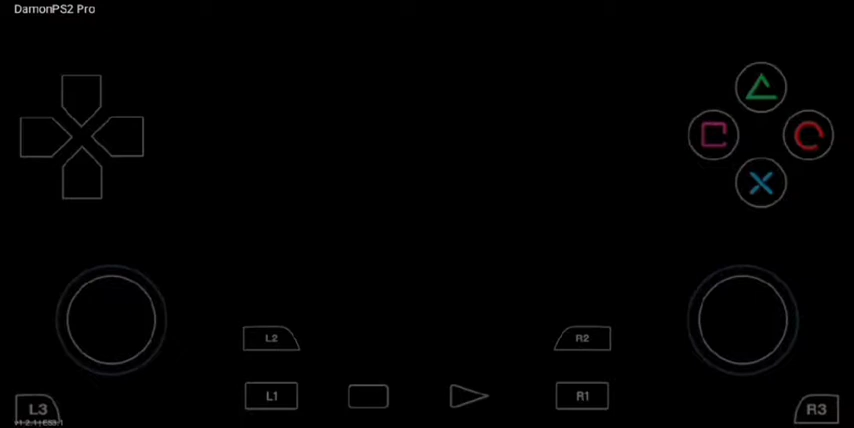 DamonPS2 Pro
L2
R2
L1
R1
L3
R3